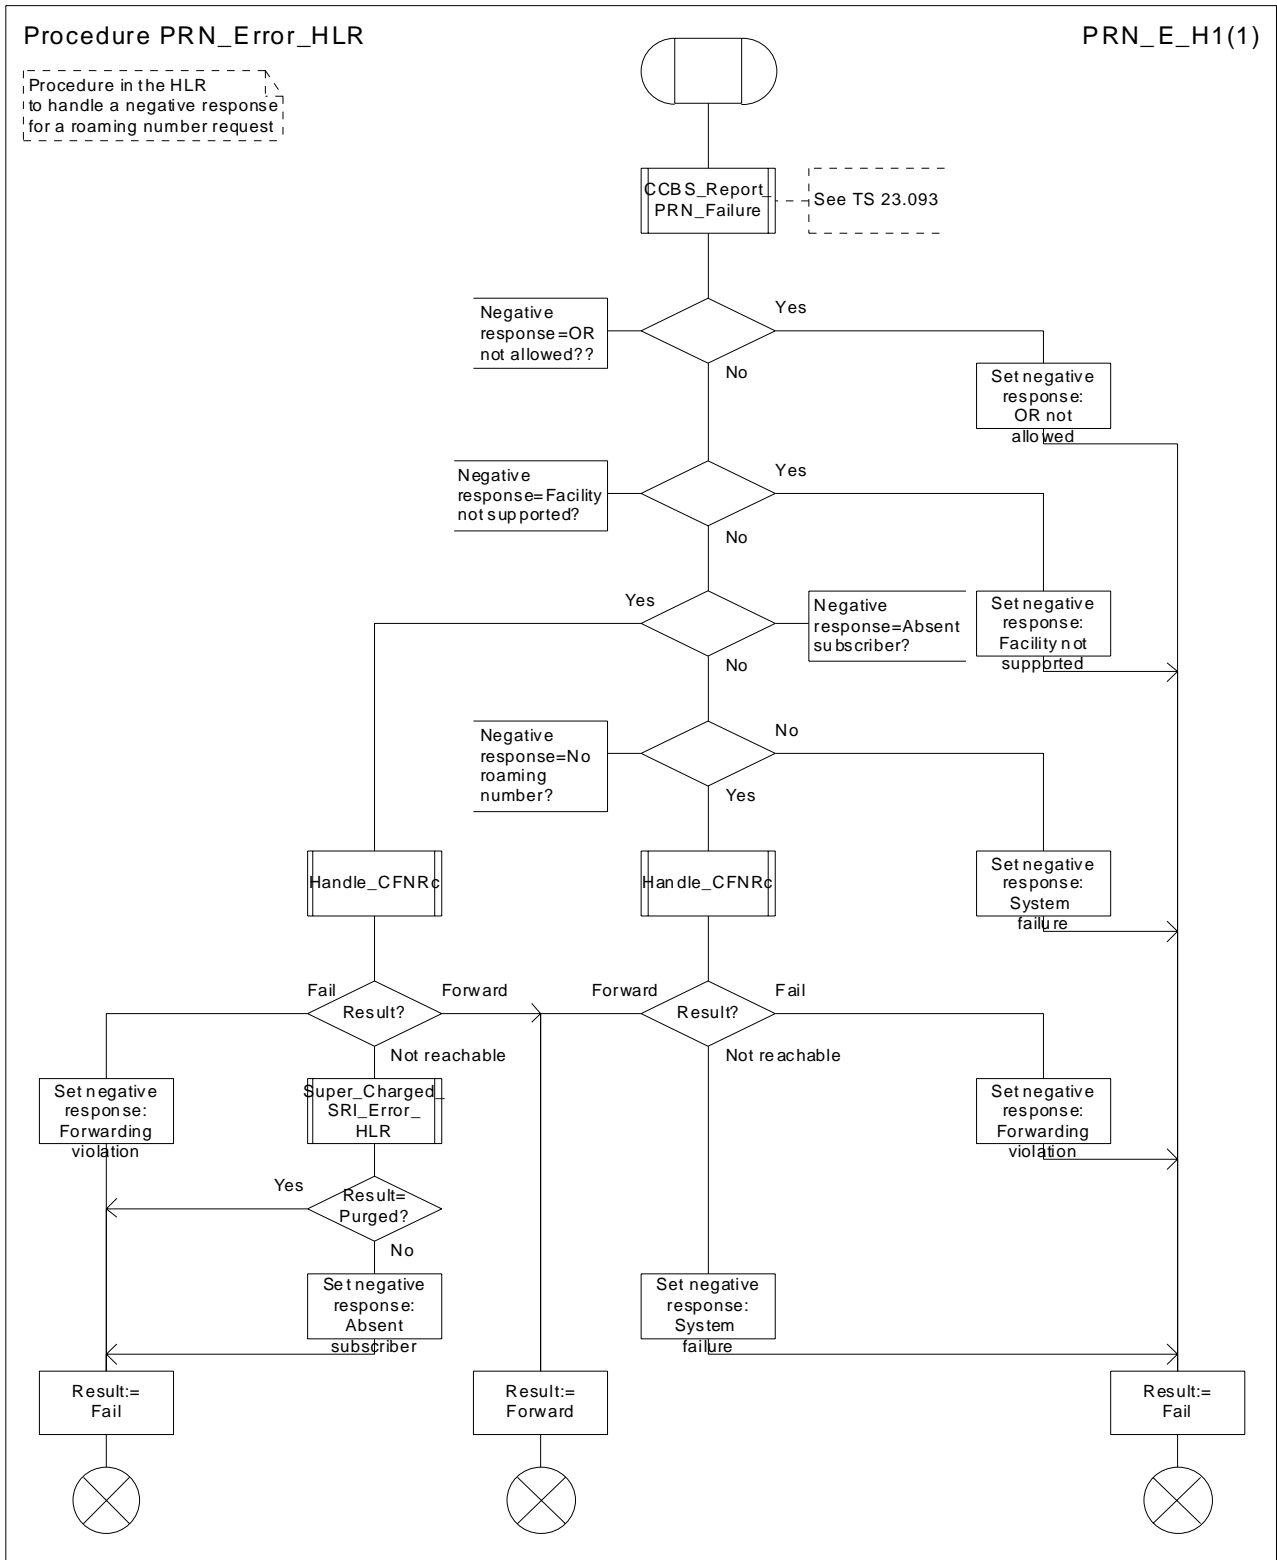 Procedure PRN_Error_HLR
PRN_E_H1(1)
Procedure in the HLR
to handle a negative response
for a roaming number request
CCBS_Report_
PRN_Failure
See TS 23.093
Negative
response=OR
not allowed??
Yes
No
Set negative
response:
OR not
allowed
Negative
response=Facility
not supported?
Yes
No
Set negative
response:
Facility not
supported
Yes
Negative
response=Absent
subscriber?
No
Negative
response=No
roaming
number?
No
Yes
Set negative
response:
System
failure
Handle_CFNRc
Handle_CFNRc
Fail
Result?
Forward
Not reachable
Forward
Result?
Fail
Not reachable
Set negative
response:
Forwarding
violation
Super_Charged_
SRI_Error_
HLR
Set negative
response:
Forwarding
violation
Yes
Result=
Purged?
No
Set negative
response:
Absent
subscriber
Set negative
response:
System
failure
Result:=
Fail
Result:=
Forward
Result:=
Fail